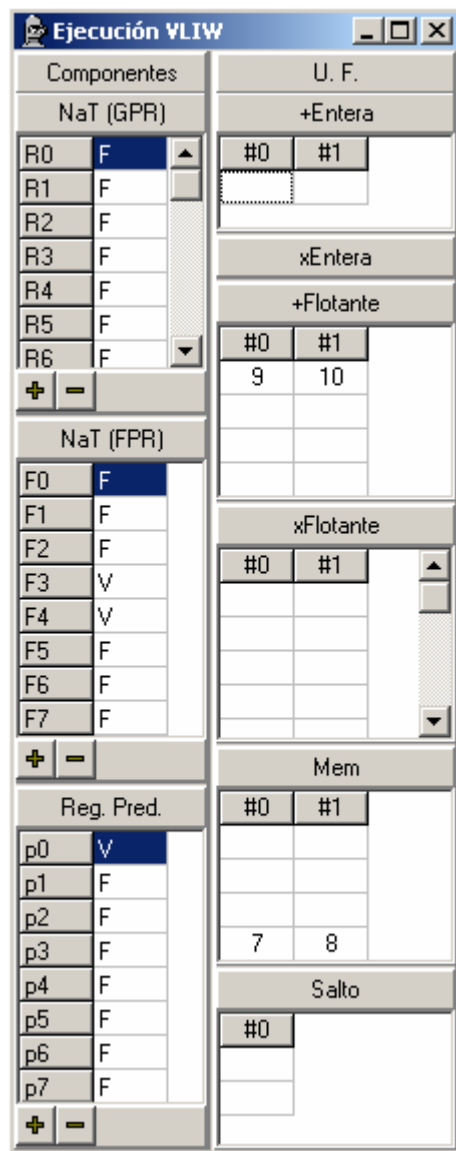 Ejecución VLIW
Componentes
NaT (GPR)
R0 F
R1 F
R2 F
R3 F
R4 F
R5 F
R6 F
NaT (FPR)
F0 F
F1 F
F2 F
F3 V
F4 V
F5 F
F6 F
F7 F
Reg. Pred.
p0 V
p1 F
p2 F
p3 F
p4 F
p5 F
p6 F
p7 F
U. F.
+Entera
#0 #1
xEntera
+Flotante
#0 #1
9 10
xFlotante
#0 #1
Mem
#0 #1
7 8
Salto
#0